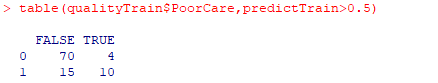 > table(qualityTrain$PoorCare,predictTrain>0.5)
FALSE TRUE
0 70 4
1 15 10